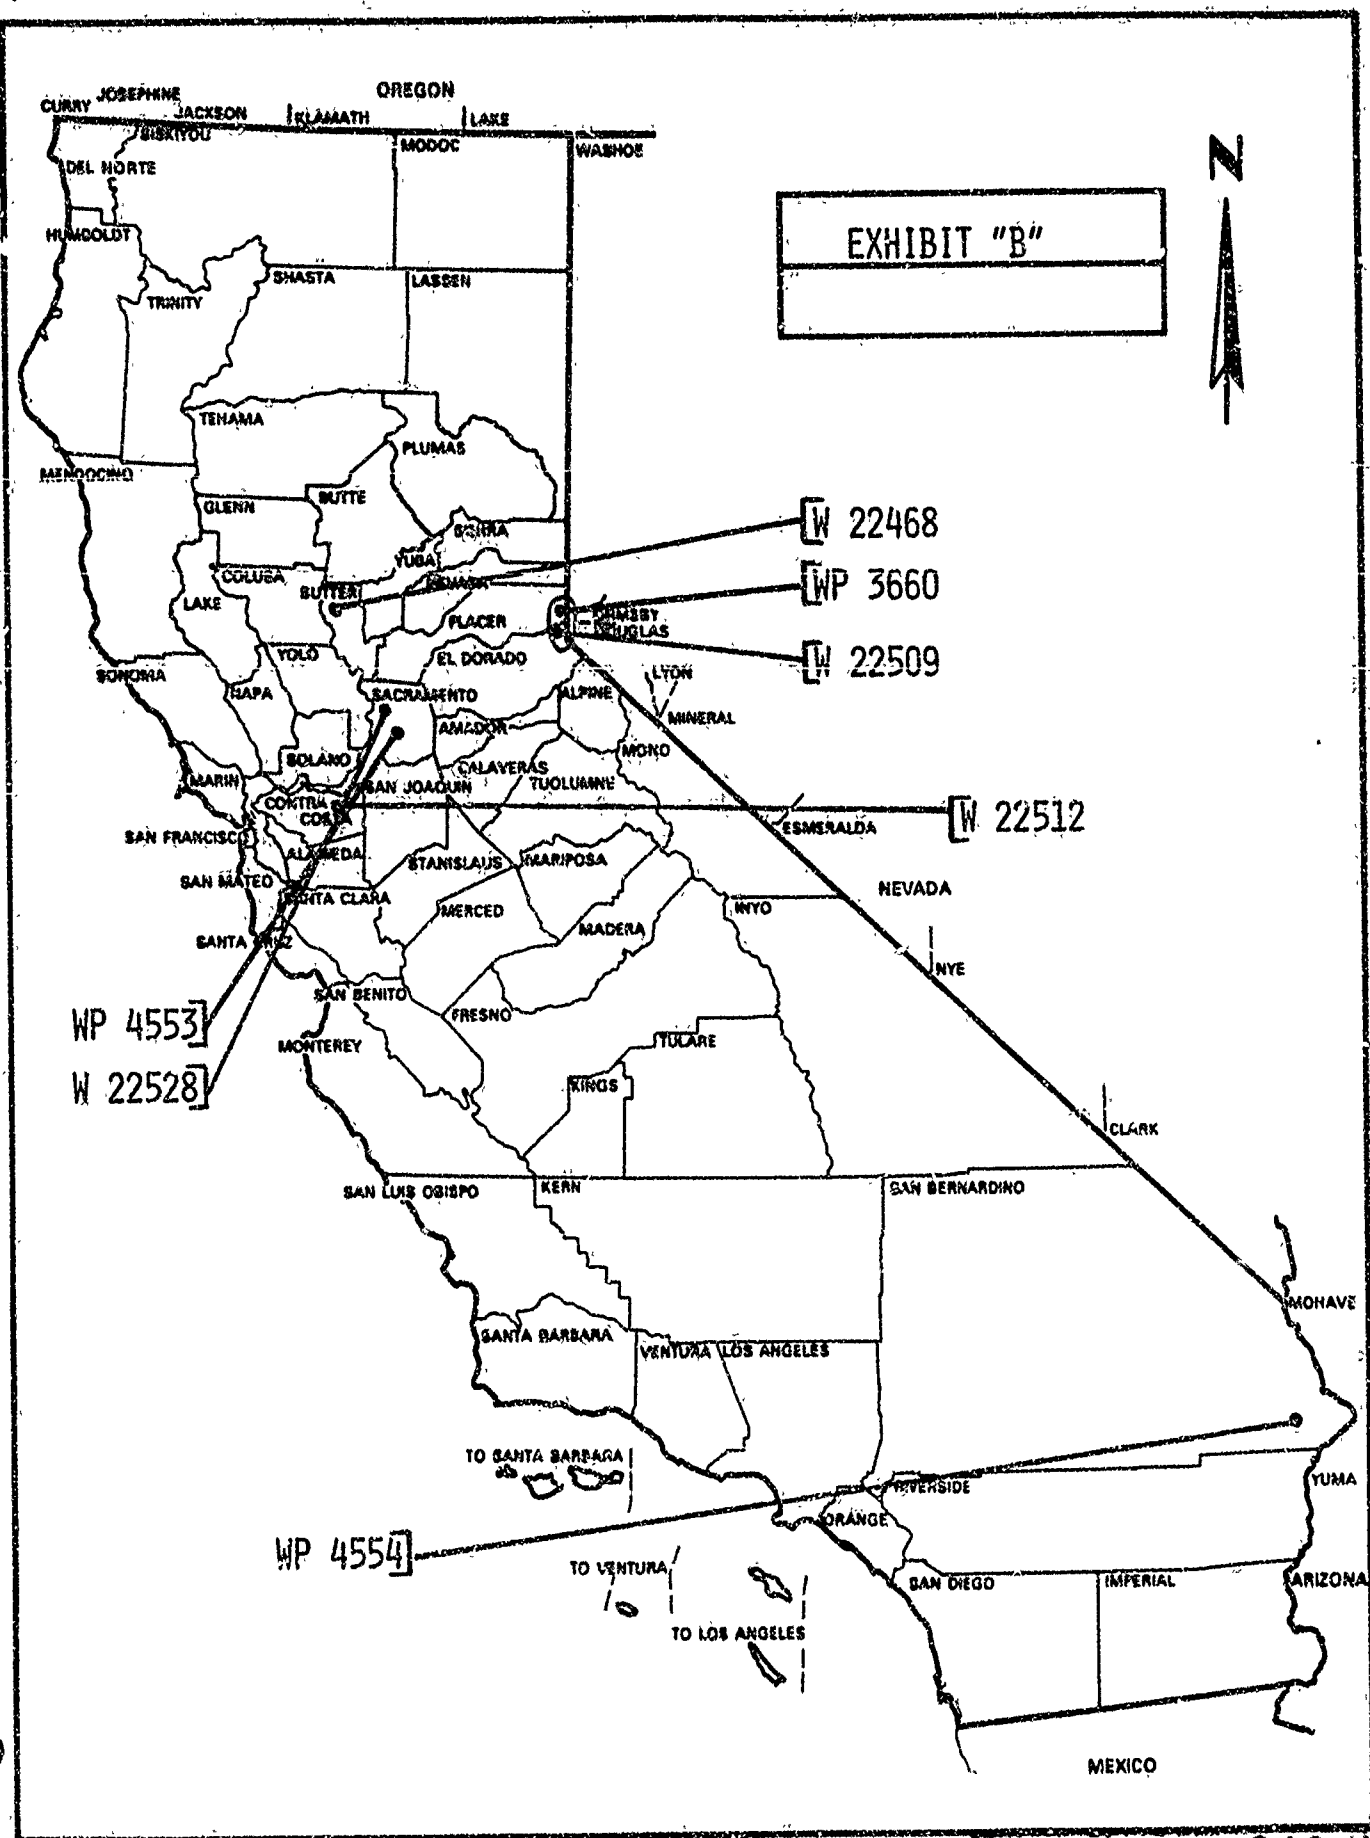 OREGON
CURRY
JOSEPHINE
JACKSON
KLAMATH
LAKE
SISKIYOU
MODOC
WASHOE
DEL NORTE
N
HUMBOLDT
EXHIBIT "B"
SHASTA
LASSEN
TRINITY
TEHAMA
PLUMAS
MENDOCINO
BUTTE
GLENN
SIERRA
W 22468
YUBA
COLUSA
NEVADA
WP 3660
LAKE
PLACER
DOUGLAS
W 22509
YOLO
EL DORADO
SONOMA
NAPA
SACRAMENTO
ALPINE
LYON
MINERAL
AMADOR
MONO
SOLANO
CALAVERAS
MARIN
SAN JOAQUIN
TUOLUMNE
CONTRA
COSTA
W 22512
SAN FRANCISCO
ESMERALDA
ALAMEDA
STANISLAUS
MARIPOSA
SAN MATEO
NEVADA
SANTA CLARA
MERCED
INYO
MADERA
SANTA CRUZ
NYE
SAN BENITO
FRESNO
WP 4553
MONTEREY
TULARE
W 22528
KINGS
CLARK
SAN LUIS OBISPO
KERN
SAN BERNARDINO
MOHAVE
SANTA BARBARA
VENTURA
LOS ANGELES
TO SANTA BARBARA
RIVERSIDE
YUMA
ORANGE
WP 4554
TO VENTURA
SAN DIEGO
IMPERIAL
ARIZONA
TO LOS ANGELES
MEXICO